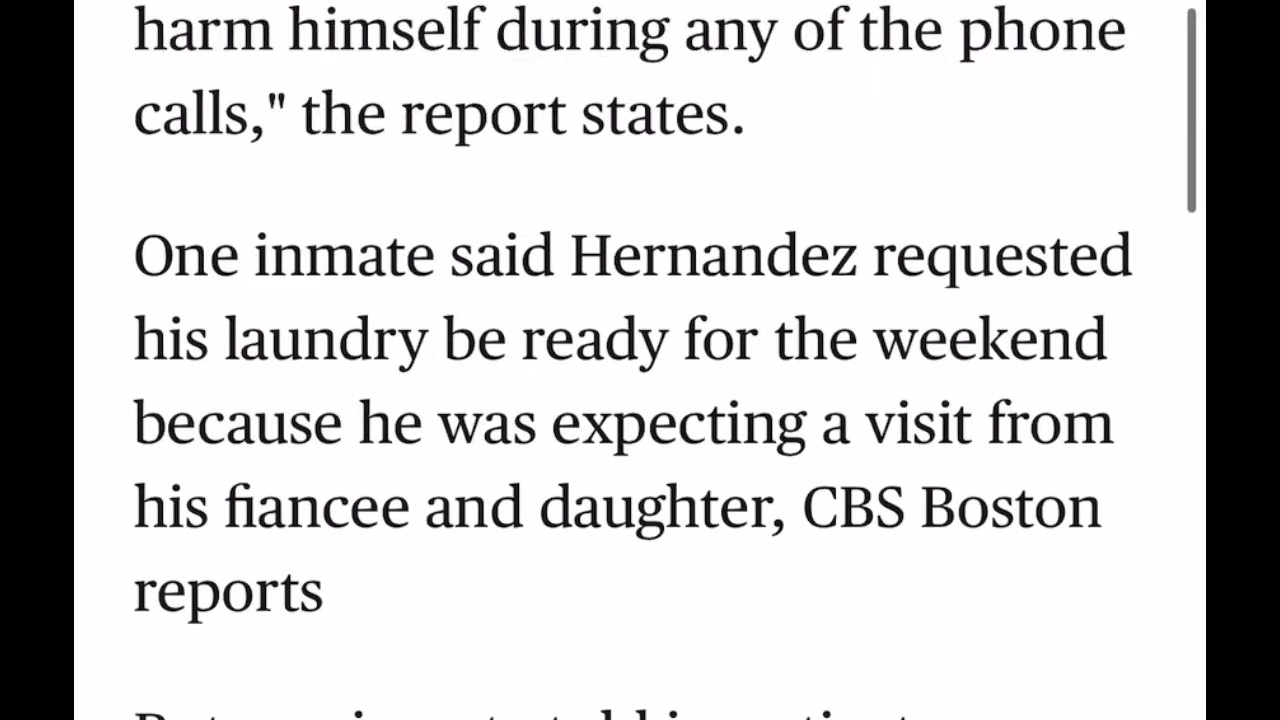 harm himself during any of the phone
calls," the report states.
One inmate said Hernandez requested
his laundry be ready for the weekend
because he was expecting a visit from
his fiancee and daughter, CBS Boston
reports